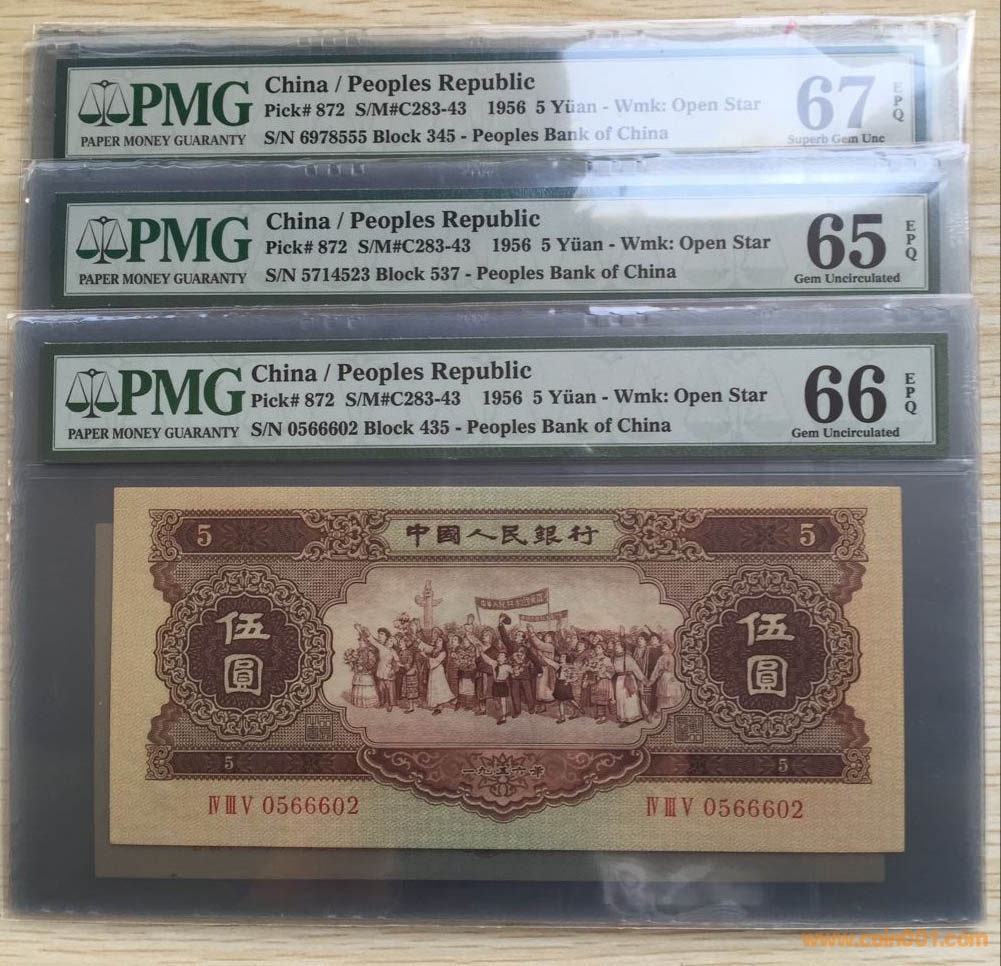 PMG
PAPER MONEY GUARANTY
China / Peoples Republic
Pick# 872 S/M#C283-43 1956 5 Yüan - Wmk: Open Star
S/N 6978555 Block 345 - Peoples Bank of China
67
EPQ
Superb Gem Unc
PMG
PAPER MONEY GUARANTY
China / Peoples Republic
Pick# 872 S/M#C283-43 1956 5 Yüan - Wmk: Open Star
S/N 5714523 Block 537 - Peoples Bank of China
65
EPQ
Gem Uncirculated
PMG
PAPER MONEY GUARANTY
China / Peoples Republic
Pick# 872 S/M#C283-43 1956 5 Yüan - Wmk: Open Star
S/N 0566602 Block 435 - Peoples Bank of China
66
EPQ
Gem Uncirculated
5 中國人民銀行 5
伍圓 伍圓
5 一九五六年 5
IV III V 0566602 IV III V 0566602
www.coin001.com